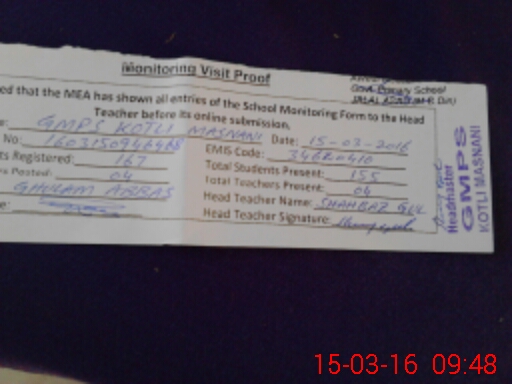 Monitoring Visit Proof
Govt. Primary School
ed that the MEA has shown all entries of the School Monitoring Form to the Head
Teacher before its online submission.
GMPS KOTLI MASNANI Date: 15-03-2016
No: EMIS Code:
ts Registered: 167 Total Students Present: 155
Posted: 04 Total Teachers Present: 04
GHULAM ABBAS Head Teacher Name: SHAHBAZ GUL
e: Head Teacher Signature:
Headmaster
GMPS
KOTLI MASNANI
15-03-16 09:48